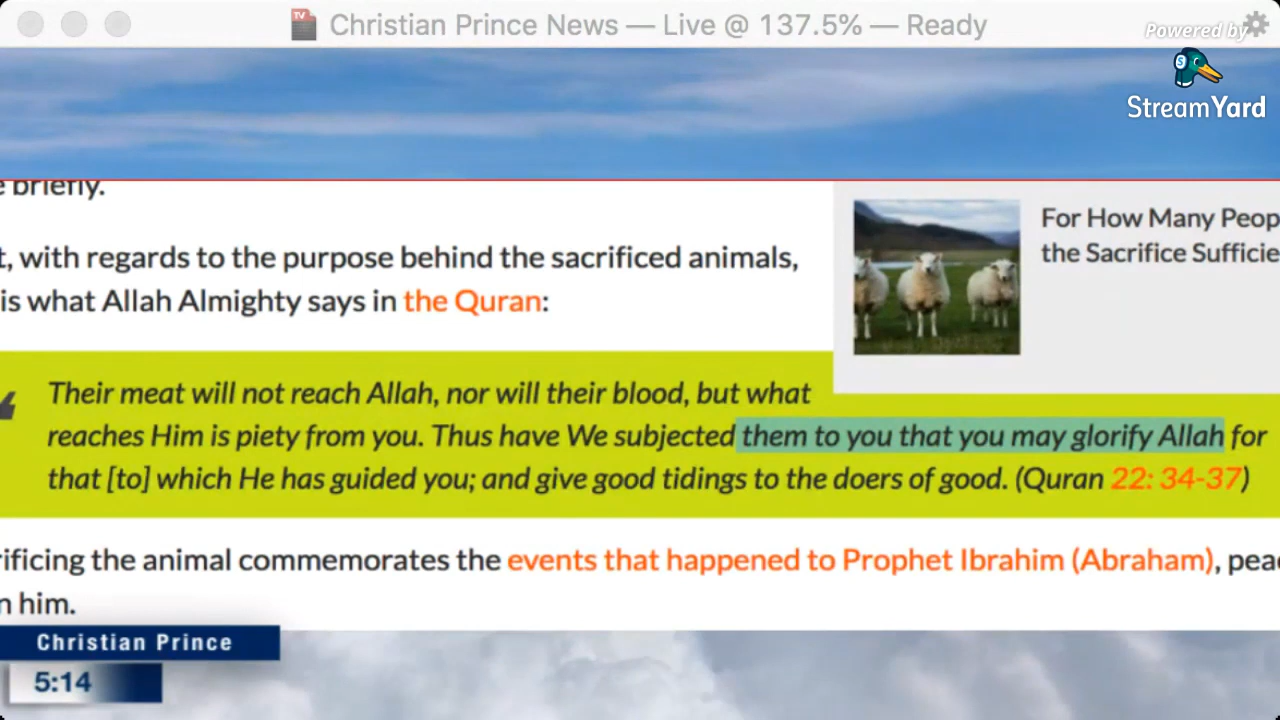 Christian Prince News — Live @ 137.5% — Ready
Powered by
StreamYard
briefly.
, with regards to the purpose behind the sacrificed animals,
is what Allah Almighty says in the Quran:
For How Many Peop
the Sacrifice Sufficie
Their meat will not reach Allah, nor will their blood, but what
reaches Him is piety from you. Thus have We subjected them to you that you may glorify Allah for
that [to] which He has guided you; and give good tidings to the doers of good. (Quran 22: 34-37)
rificing the animal commemorates the events that happened to Prophet Ibrahim (Abraham), peac
n him.
Christian Prince
5:14